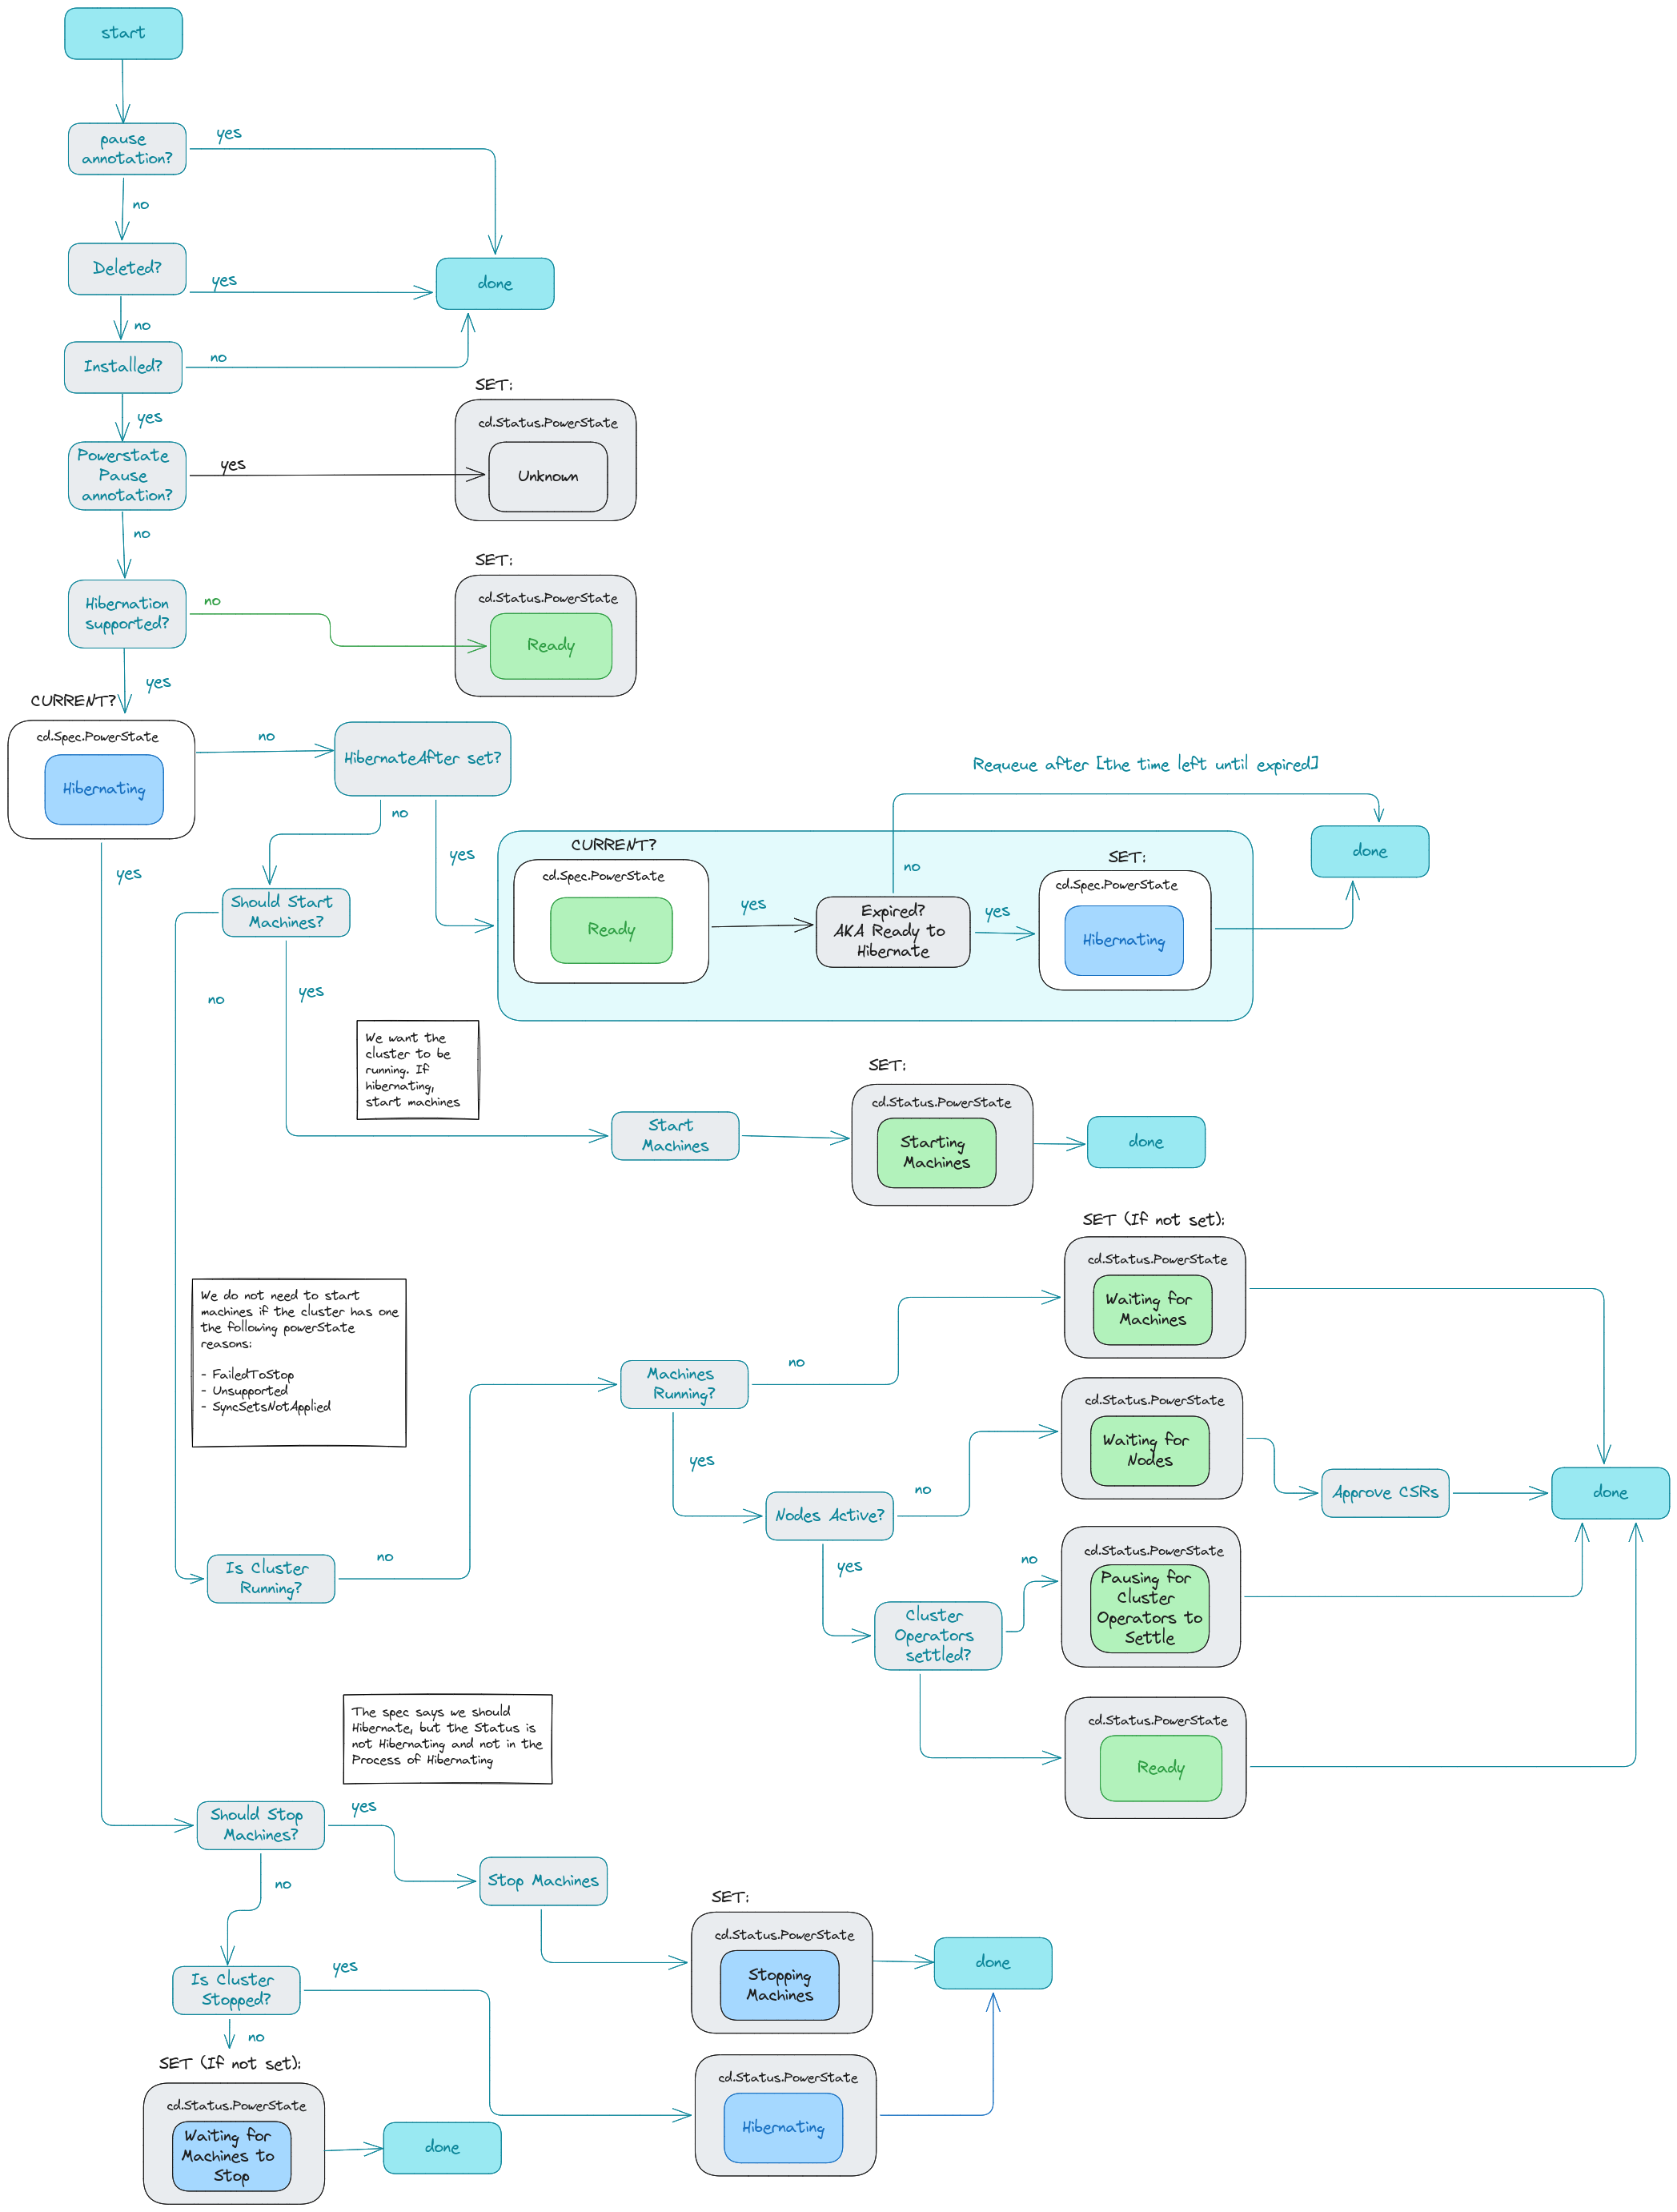 start
pause
annotation?
yes
no
Deleted?
yes
done
no
Installed?
no
yes
SET:
cd.Status.PowerState
Powerstate
Pause
annotation?
yes
Unknown
no
SET:
cd.Status.PowerState
Hibernation
supported?
no
Ready
yes
CURRENT?
cd.Spec.PowerState
Hibernating
no
HibernateAfter set?
Requeue after [the time left until expired]
no
yes
yes
CURRENT?
cd.Spec.PowerState
Ready
yes
Expired?
AKA Ready to
Hibernate
no
yes
SET:
cd.Spec.PowerState
Hibernating
done
Should Start
Machines?
no
yes
We want the
cluster to be
running. If
hibernating,
start machines
Start
Machines
SET:
cd.Status.PowerState
Starting
Machines
done
We do not need to start
machines if the cluster has one
the following powerState
reasons:
- FailedToStop
- Unsupported
- SyncSetsNotApplied
Is Cluster
Running?
no
Machines
Running?
no
SET (If not set):
cd.Status.PowerState
Waiting for
Machines
yes
Nodes Active?
no
cd.Status.PowerState
Waiting for
Nodes
Approve CSRs
done
yes
Cluster
Operators
settled?
no
cd.Status.PowerState
Pausing for
Cluster
Operators to
Settle
cd.Status.PowerState
Ready
The spec says we should
Hibernate, but the Status is
not Hibernating and not in the
Process of Hibernating
Should Stop
Machines?
yes
Stop Machines
SET:
cd.Status.PowerState
Stopping
Machines
done
no
Is Cluster
Stopped?
yes
cd.Status.PowerState
Hibernating
no
SET (If not set):
cd.Status.PowerState
Waiting for
Machines to
Stop
done